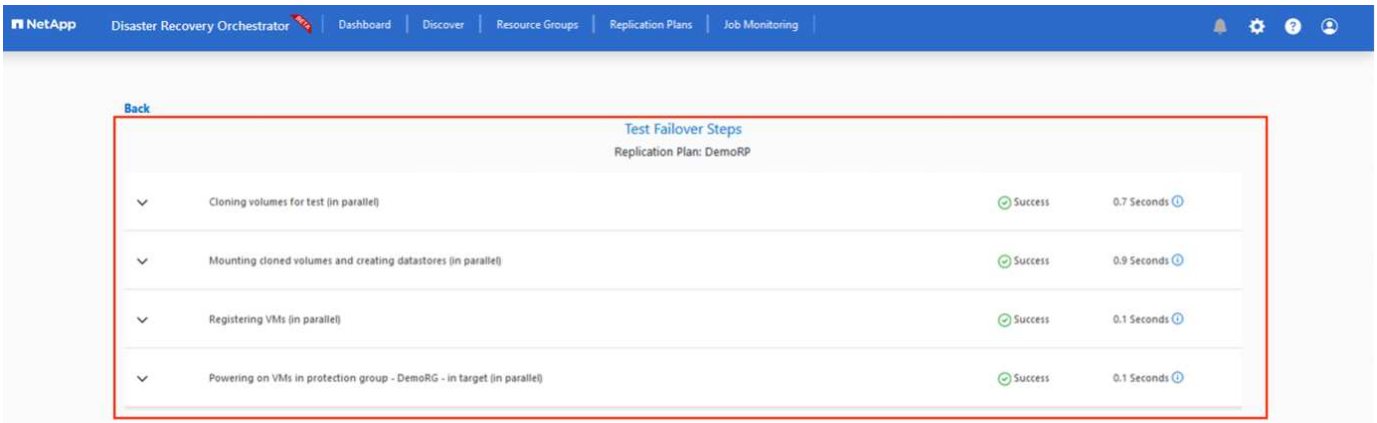 NetApp Disaster Recovery Orchestrator Dashboard Discover Resource Groups Replication Plans Job Monitoring
Back
Test Failover Steps
Replication Plan: DemoRP
Cloning volumes for test (in parallel) Success 0.7 Seconds
Mounting cloned volumes and creating datastores (in parallel) Success 0.9 Seconds
Registering VMs (in parallel) Success 0.1 Seconds
Powering on VMs in protection group - DemoRG - in target (in parallel) Success 0.1 Seconds